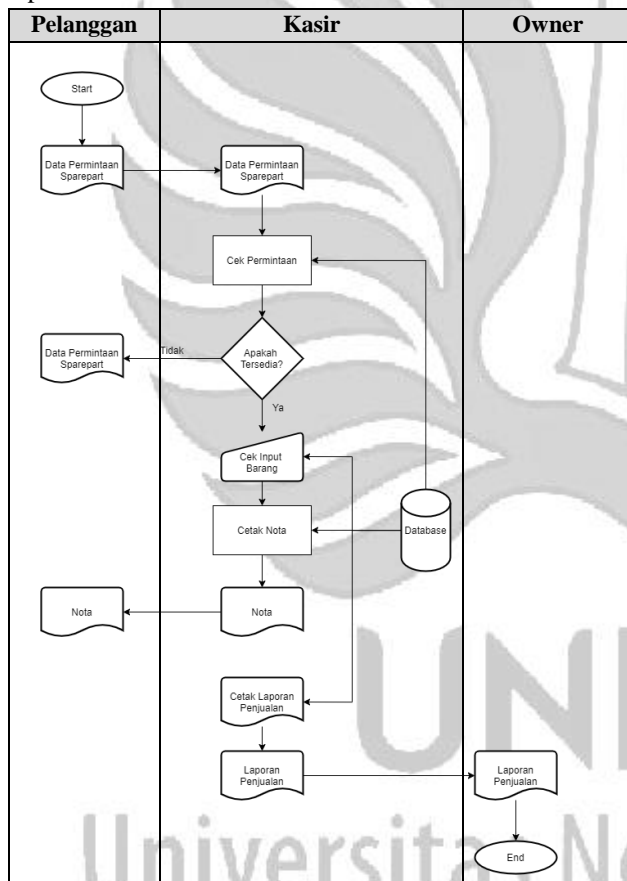 Pelanggan
Kasir
Owner
Start
Data Permintaan
Sparepart
Data Permintaan
Sparepart
Cek Permintaan
Data Permintaan
Sparepart
Tidak
Apakah
Tersedia?
Ya
Cek Input
Barang
Cetak Nota
Database
Nota
Nota
Cetak Laporan
Penjualan
Laporan
Penjualan
Laporan
Penjualan
End